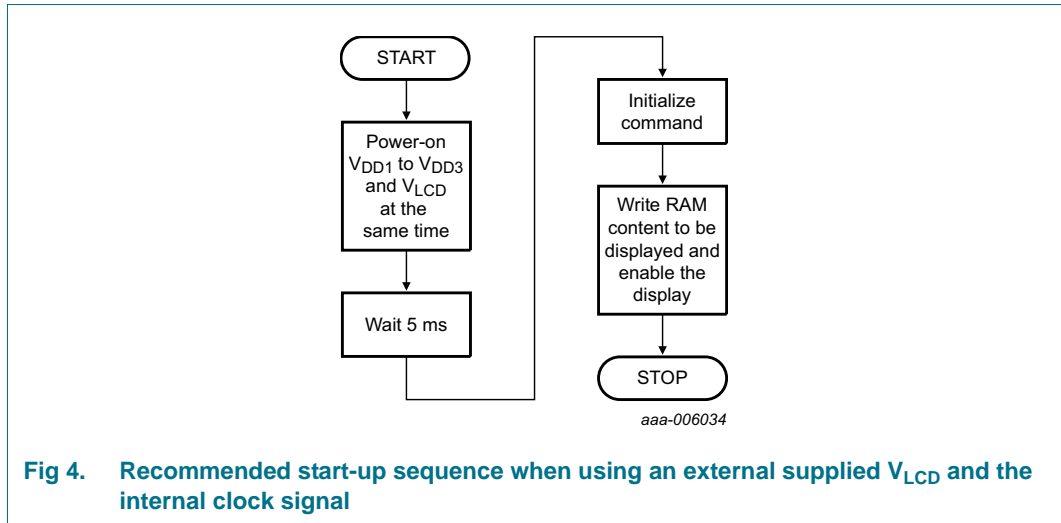 START
Power-on
VDD1 to VDD3
and VLCD
at the
same time
Wait 5 ms
Initialize
command
Write RAM
content to be
displayed and
enable the
display
STOP
aaa-006034
Fig 4. Recommended start-up sequence when using an external supplied VLCD and the
internal clock signal